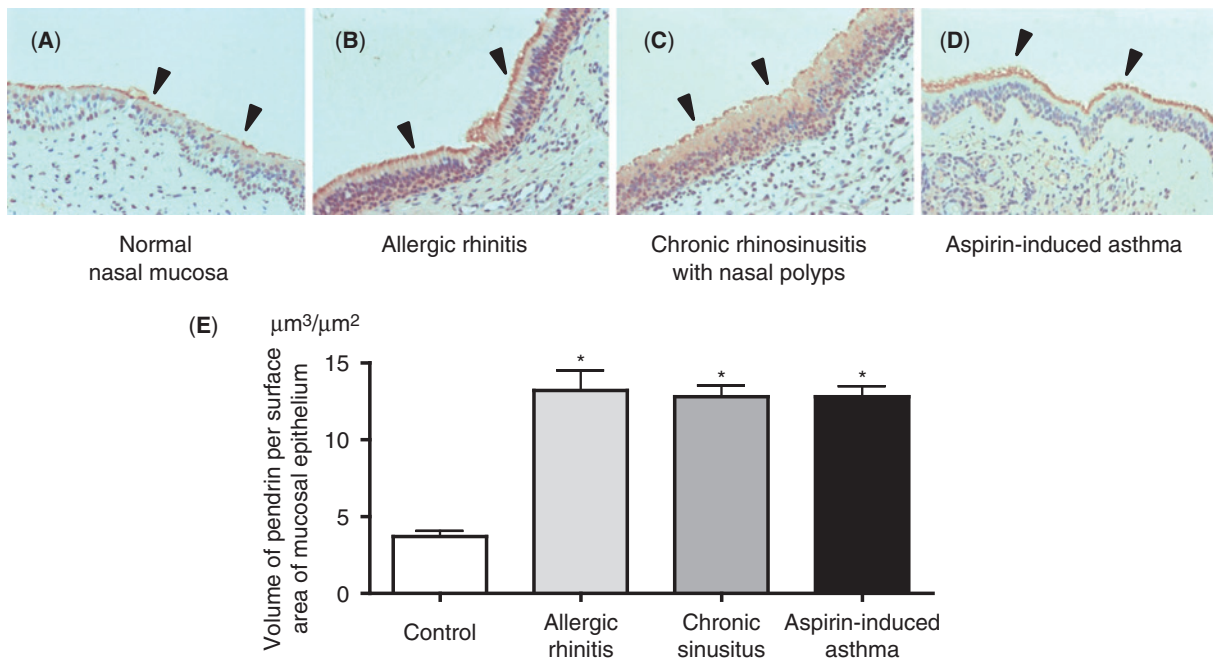 (A)
(B)
(C)
(D)
Normal
nasal mucosa
Allergic rhinitis
Chronic rhinosinusitis
with nasal polyps
Aspirin-induced asthma
(E)
μm³/μm²
Volume of pendrin per surface
area of mucosal epithelium
15
10
5
0
*
*
*
Control
Allergic
rhinitis
Chronic
sinusitus
Aspirin-induced
asthma